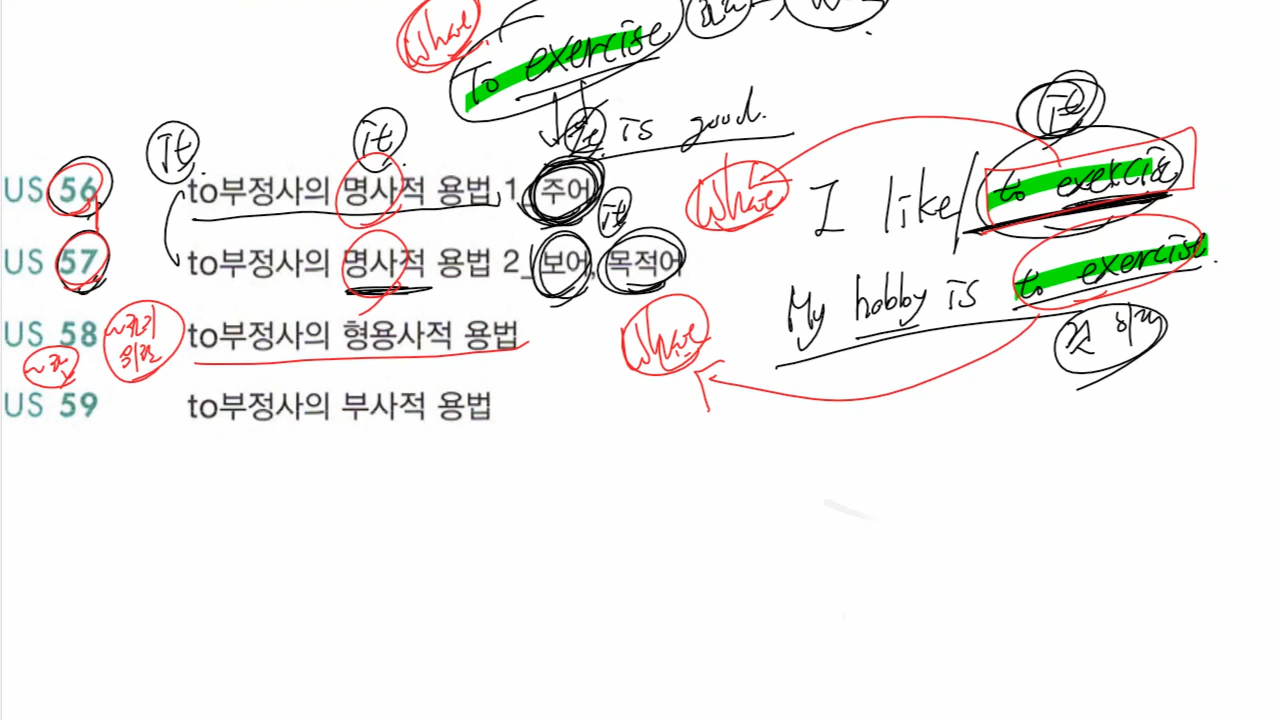 What
To exercise
it is good.
it
it
it
US 56 to부정사의 명사적 용법 1_주어
What
I like to exercise
it
US 57 to부정사의 명사적 용법 2_보어, 목적어
My hobby is to exercise.
What
US 58 to부정사의 형용사적 용법
US 59 to부정사의 부사적 용법